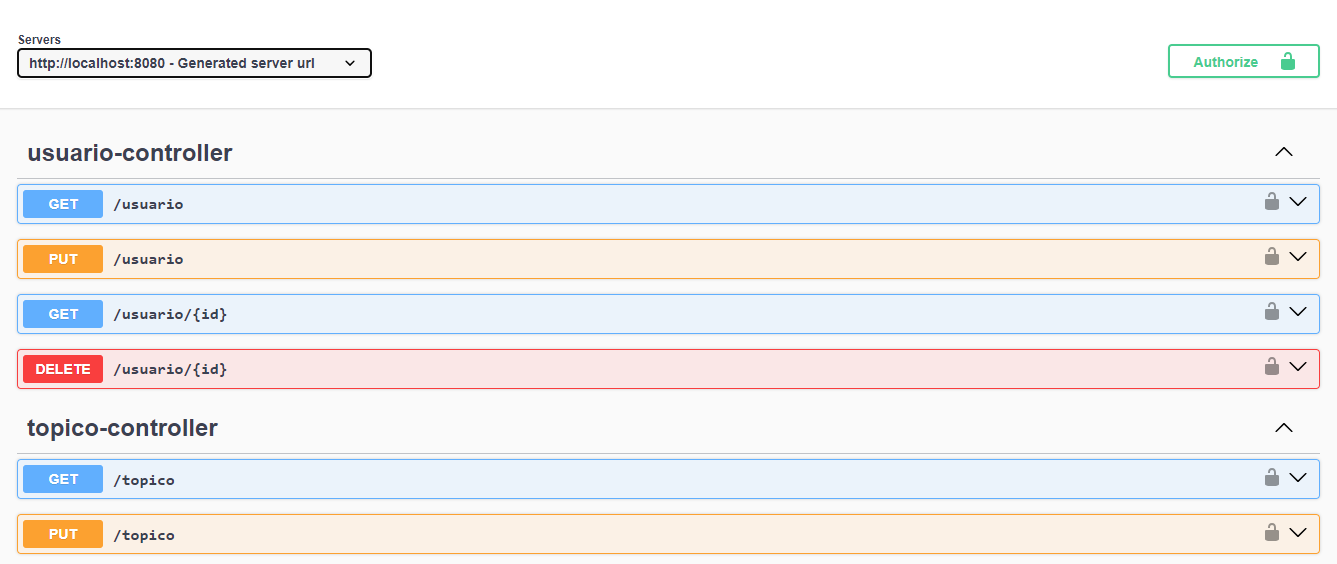 Servers
http://localhost:8080 - Generated server url
Authorize
usuario-controller
GET /usuario
PUT /usuario
GET /usuario/{id}
DELETE /usuario/{id}
topico-controller
GET /topico
PUT /topico